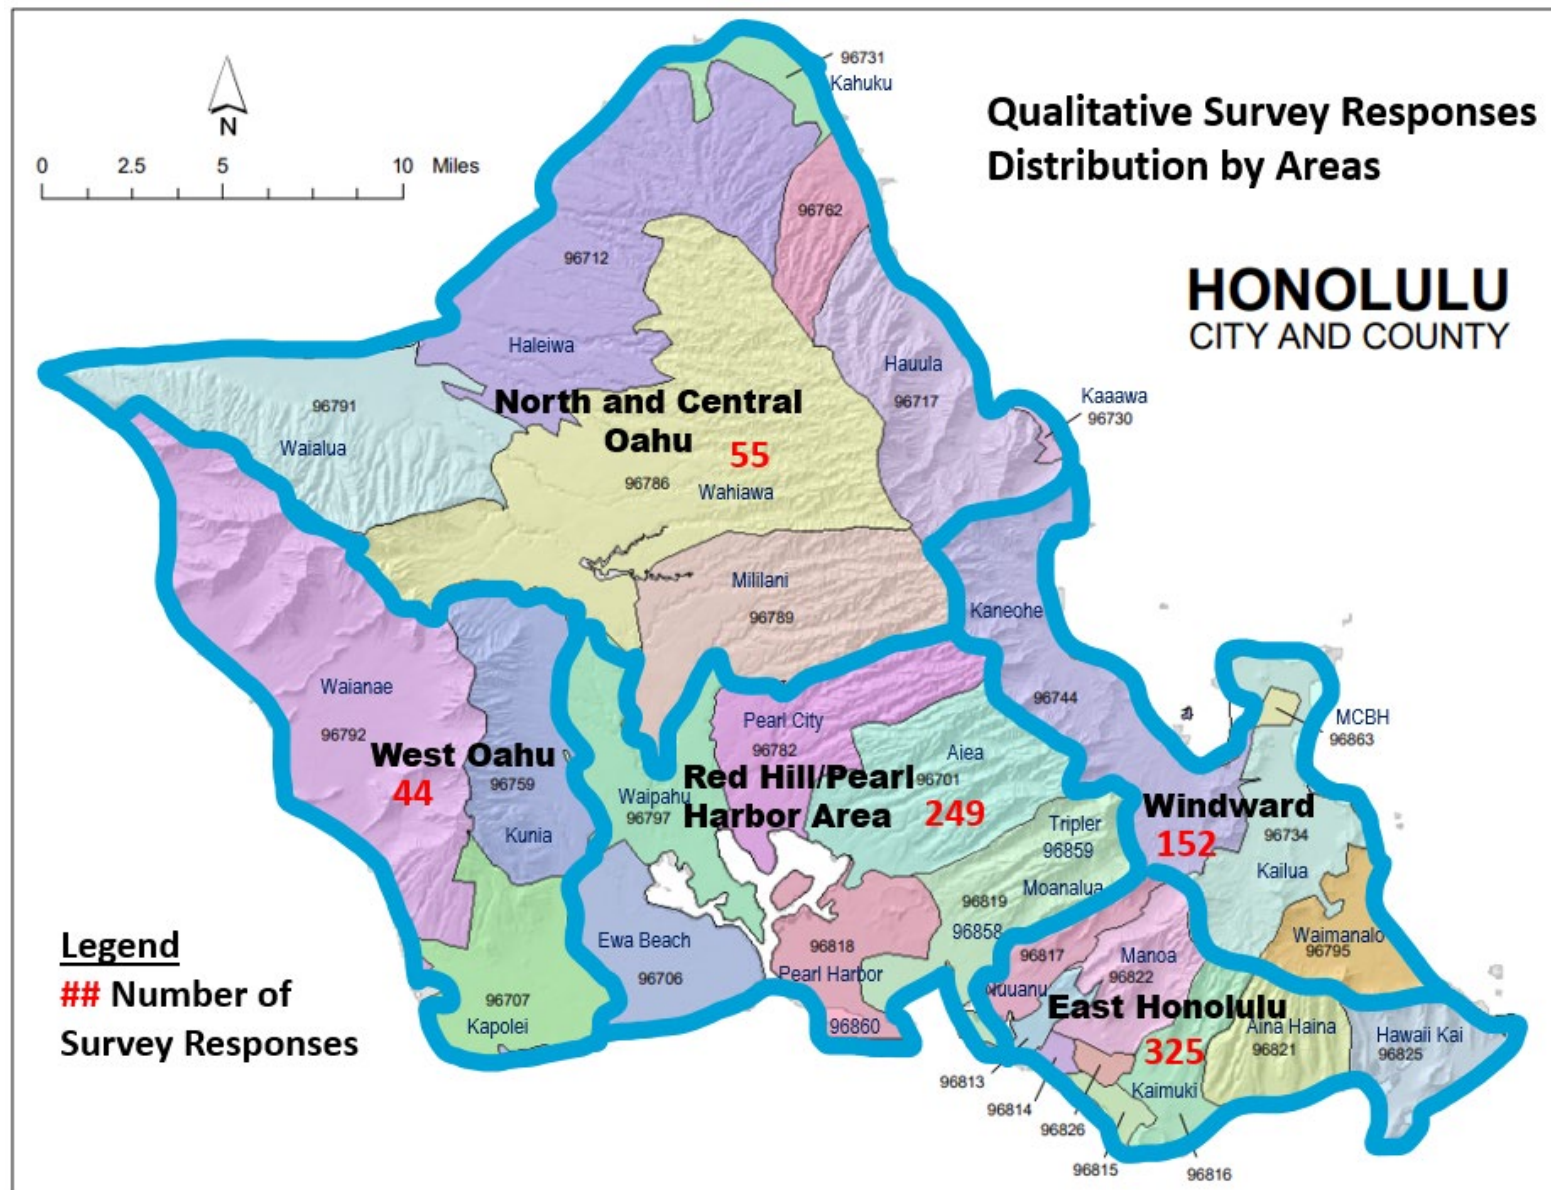 Qualitative Survey Responses
Distribution by Areas
HONOLULU
CITY AND COUNTY
N
0 2.5 5 10 Miles
96731
Kahuku
96762
96712
Haleiwa
Hauula
96717
Kaaawa
96730
96791
Waialua
North and Central
Oahu 55
96786
Wahiawa
Mililani
96789
Kaneohe
96744
MCBH
96863
Waianae
96792
West Oahu
44
96759
Kunia
Pearl City
96782
Aiea
96701
Red Hill/Pearl
Harbor Area 249
Waipahu
96797
Tripler
96859
Moanalua
96819
96858
Windward
152
96734
Kailua
Waimanalo
96795
Ewa Beach
96706
96818
Pearl Harbor
96860
96707
Kapolei
96817
Nuuanu
Manoa
96822
East Honolulu
325
Aina Haina
96821
Hawaii Kai
96825
Kaimuki
96813
96814
96826
96815
96816
Legend
## Number of
Survey Responses